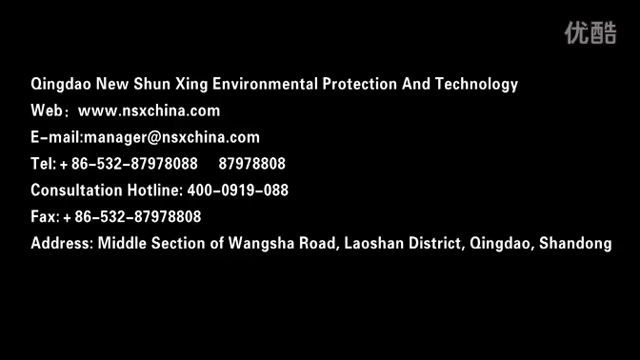 优酷
Qingdao New Shun Xing Environmental Protection And Technology
Web：www.nsxchina.com
E-mail:manager@nsxchina.com
Tel: + 86-532-87978088 87978808
Consultation Hotline: 400-0919-088
Fax: + 86-532-87978808
Address: Middle Section of Wangsha Road, Laoshan District, Qingdao, Shandong